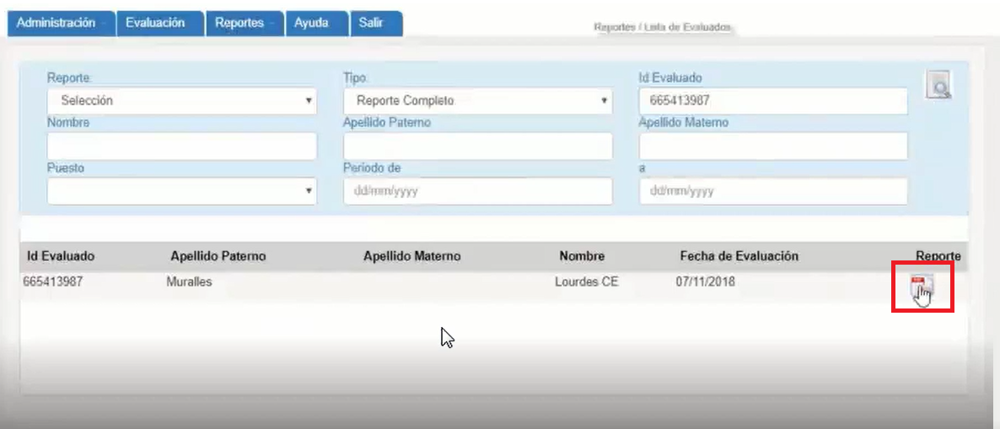 Administración Evaluación Reportes Ayuda Salir
Reportes / Lista de Evaluados
Reporte Tipo Id Evaluado
Selección Reporte Completo 665413987
Nombre Apellido Paterno Apellido Materno
Puesto Período de a
dd/mm/yyyy dd/mm/yyyy
Id Evaluado Apellido Paterno Apellido Materno Nombre Fecha de Evaluación Reporte
665413987 Muralles Lourdes CE 07/11/2018